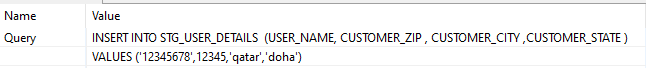 Name Value
Query INSERT INTO STG_USER_DETAILS (USER_NAME, CUSTOMER_ZIP , CUSTOMER_CITY ,CUSTOMER_STATE )
VALUES ('12345678',12345,'qatar','doha')